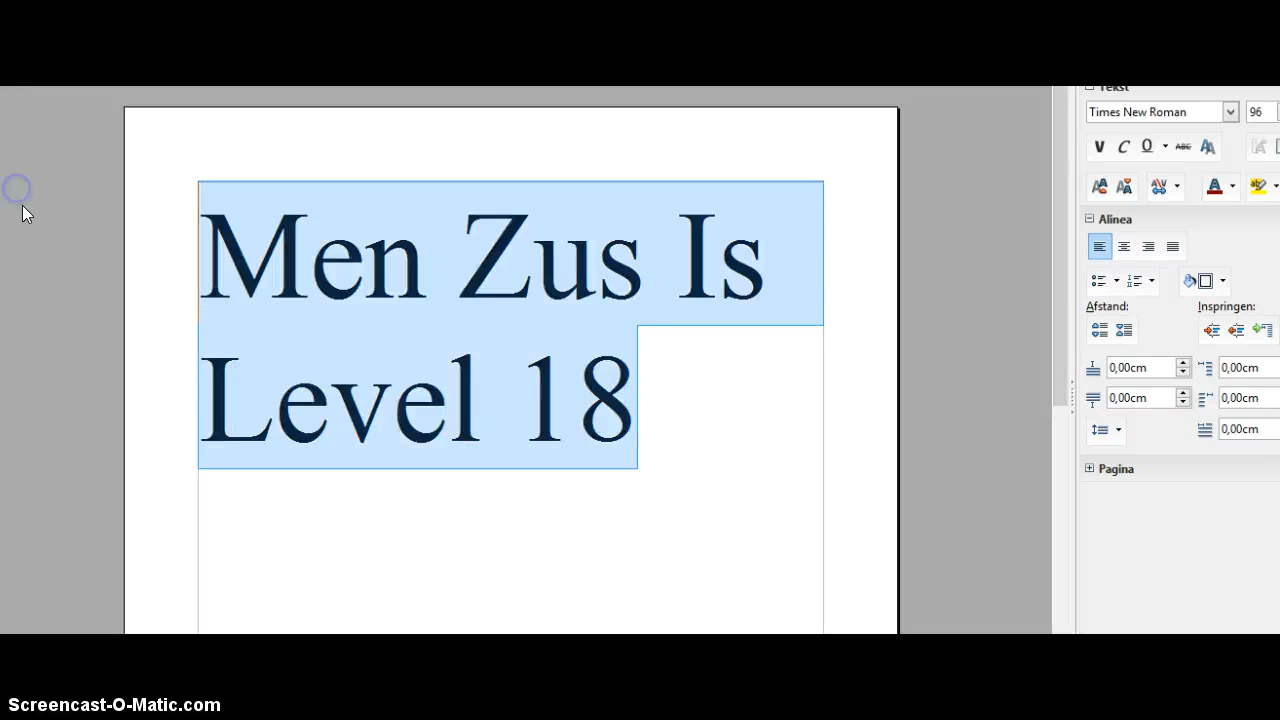 Tekst
Times New Roman 96
V C O ABC
Men Zus Is
Level 18
Alinea
Afstand: Inspringen:
0,00cm 0,00cm
0,00cm 0,00cm
0,00cm
Pagina
Screencast-O-Matic.com